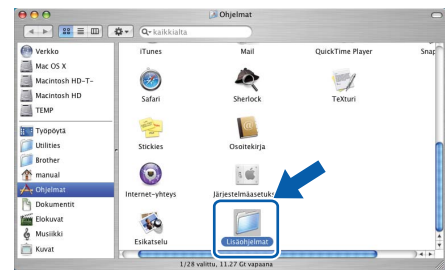 Ohjelmat
kaikkialta
Verkko
Mac OS X
Macintosh HD-T-
Macintosh HD
TEMP
Työpöytä
Utilities
Brother
manual
Ohjelmat
Dokumentit
Elokuvat
Musiikki
Kuvat
iTunes Mail QuickTime Player Snap
Safari Sherlock TeXturi
Stickies Osoitekirja
Internet-yhteys Järjestelmäasetuks
Esikatselu Lisäohjelmat
1/28 valittu, 11.27 Gt vapaana